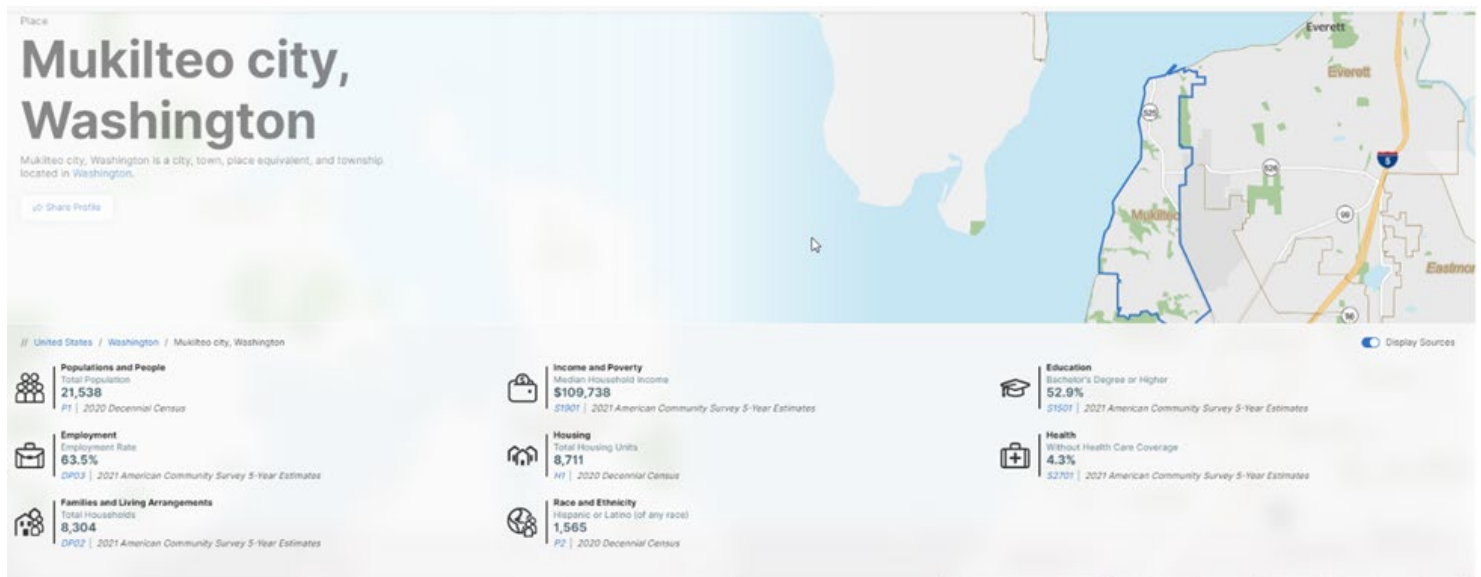 Place
Mukilteo city,
Washington
Mukilteo city, Washington is a city, town, place equivalent, and township
located in Washington.
Share Profile
Everett
Everett
525
526
5
99
Mukilteo
96
// United States / Washington / Mukilteo city, Washington
Display Sources
Populations and People
Total Population
21,538
P1 | 2020 Decennial Census
Income and Poverty
Median Household Income
$109,738
S1901 | 2021 American Community Survey 5-Year Estimates
Education
Bachelor's Degree or Higher
52.9%
S1501 | 2021 American Community Survey 5-Year Estimates
Employment
Employment Rate
63.5%
DP03 | 2021 American Community Survey 5-Year Estimates
Housing
Total Housing Units
8,711
H1 | 2020 Decennial Census
Health
Without Health Care Coverage
4.3%
S2701 | 2021 American Community Survey 5-Year Estimates
Families and Living Arrangements
Total Households
8,304
DP02 | 2021 American Community Survey 5-Year Estimates
Race and Ethnicity
Hispanic or Latino (of any race)
1,565
P2 | 2020 Decennial Census